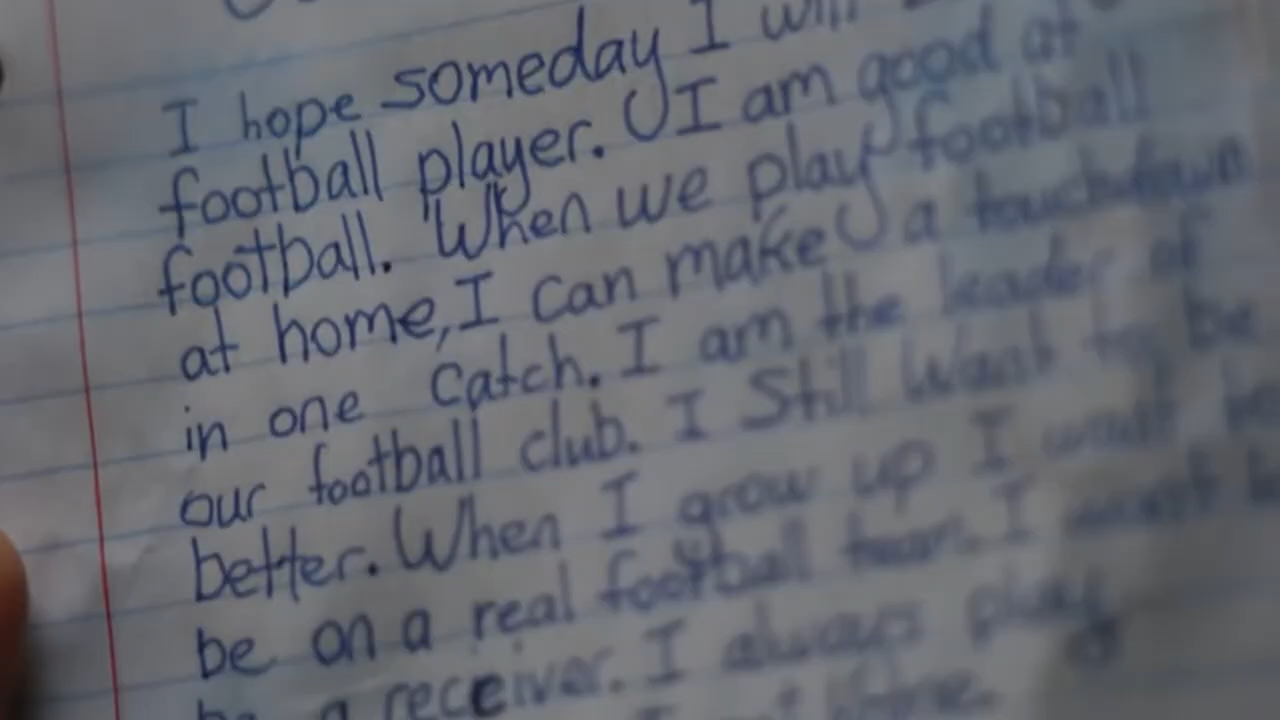 I hope someday I will
football player. I am good at
football. When we play football
at home, I can make a touchdown
in one catch. I am the leader of
our football club. I Still want to be
better. When I grow up I want to
be on a real football team. I want to
be a receiver. I always play